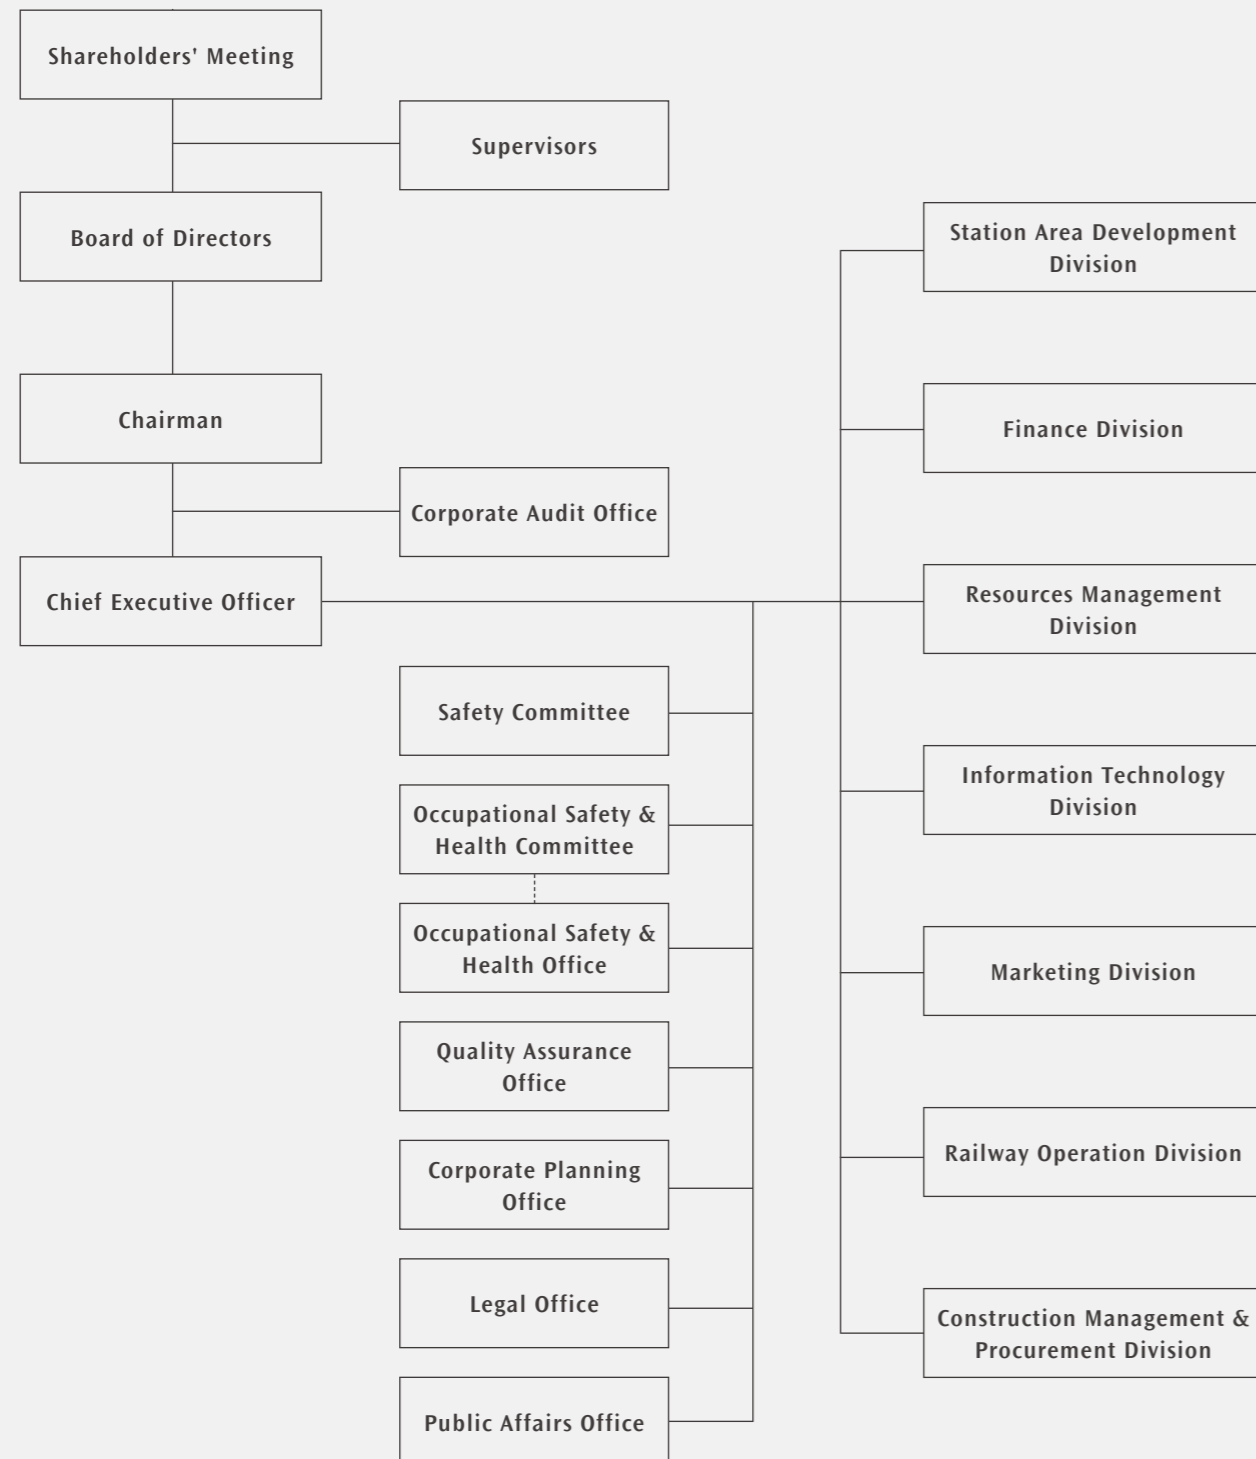 Shareholders' Meeting
Supervisors
Board of Directors
Chairman
Corporate Audit Office
Chief Executive Officer
Safety Committee
Occupational Safety &
Health Committee
Occupational Safety &
Health Office
Quality Assurance
Office
Corporate Planning
Office
Legal Office
Public Affairs Office
Station Area Development
Division
Finance Division
Resources Management
Division
Information Technology
Division
Marketing Division
Railway Operation Division
Construction Management &
Procurement Division